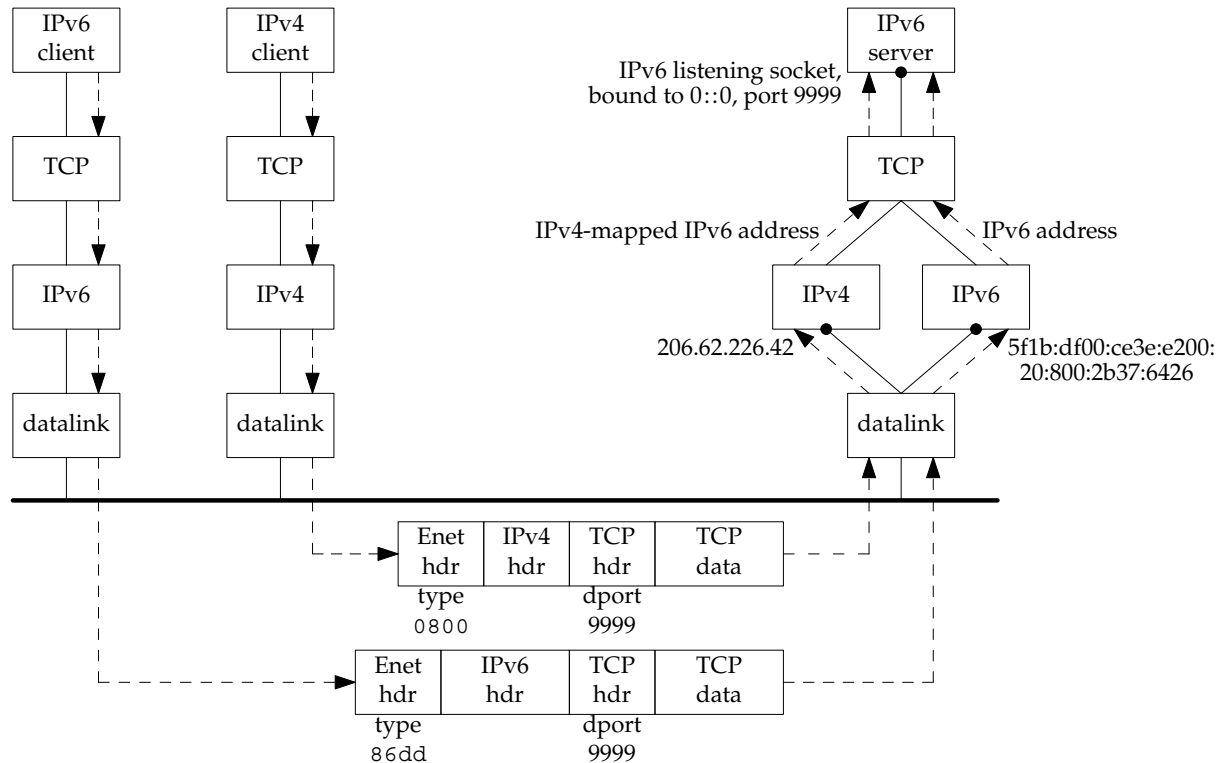 IPv6
client
IPv4
client
IPv6
server
IPv6 listening socket,
bound to 0::0, port 9999
TCP
TCP
TCP
IPv4-mapped IPv6 address
IPv6 address
IPv6
IPv4
IPv4
IPv6
206.62.226.42
5f1b:df00:ce3e:e200:
20:800:2b37:6426
datalink
datalink
datalink
Enet
hdr
IPv4
hdr
TCP
hdr
TCP
data
type
0800
dport
9999
Enet
hdr
IPv6
hdr
TCP
hdr
TCP
data
type
86dd
dport
9999